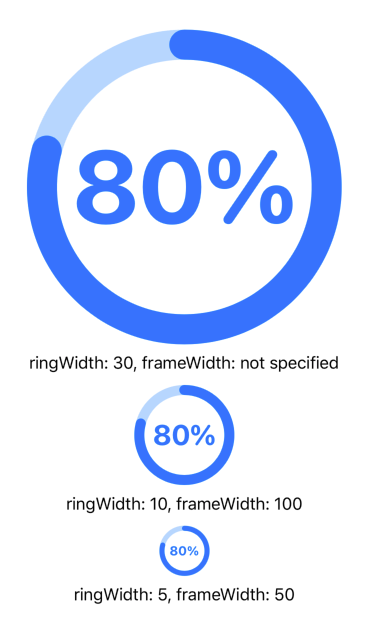 80%
ringWidth: 30, frameWidth: not specified
80%
ringWidth: 10, frameWidth: 100
80%
ringWidth: 5, frameWidth: 50